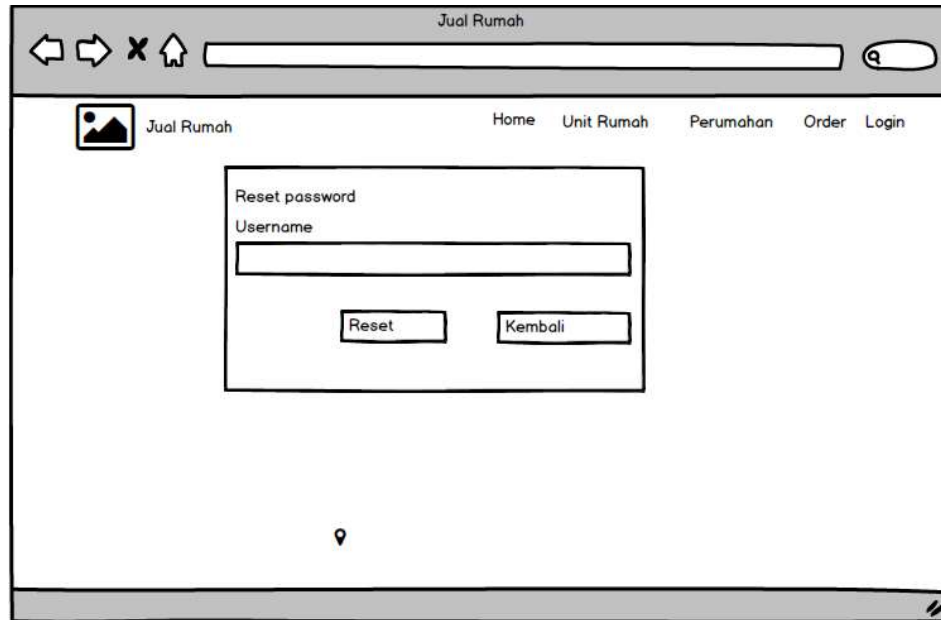 Jual Rumah
Jual Rumah Home Unit Rumah Perumahan Order Login
Reset password
Username
Reset Kembali